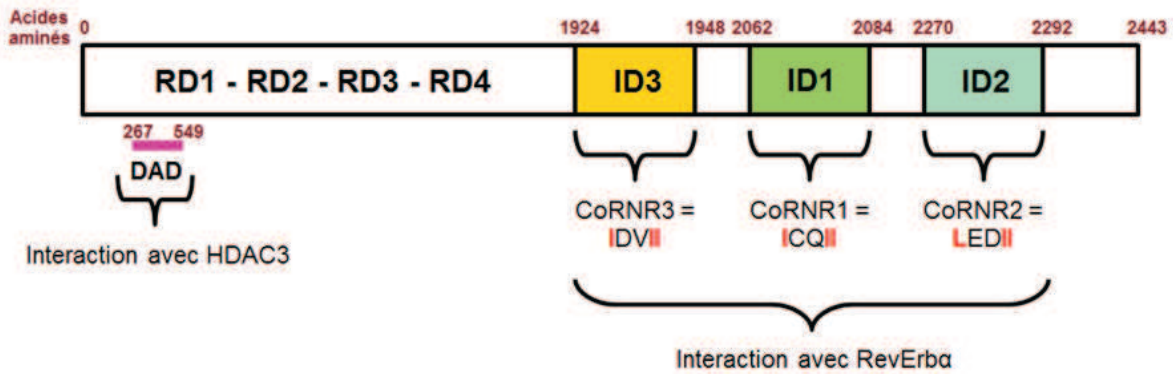 Acides aminés
0 1924 1948 2062 2084 2270 2292 2443
RD1 - RD2 - RD3 - RD4 ID3 ID1 ID2
267 549
DAD
Interaction avec HDAC3
CoRNR3 =
IDVII
CoRNR1 =
ICQII
CoRNR2 =
LEDII
Interaction avec RevErbα